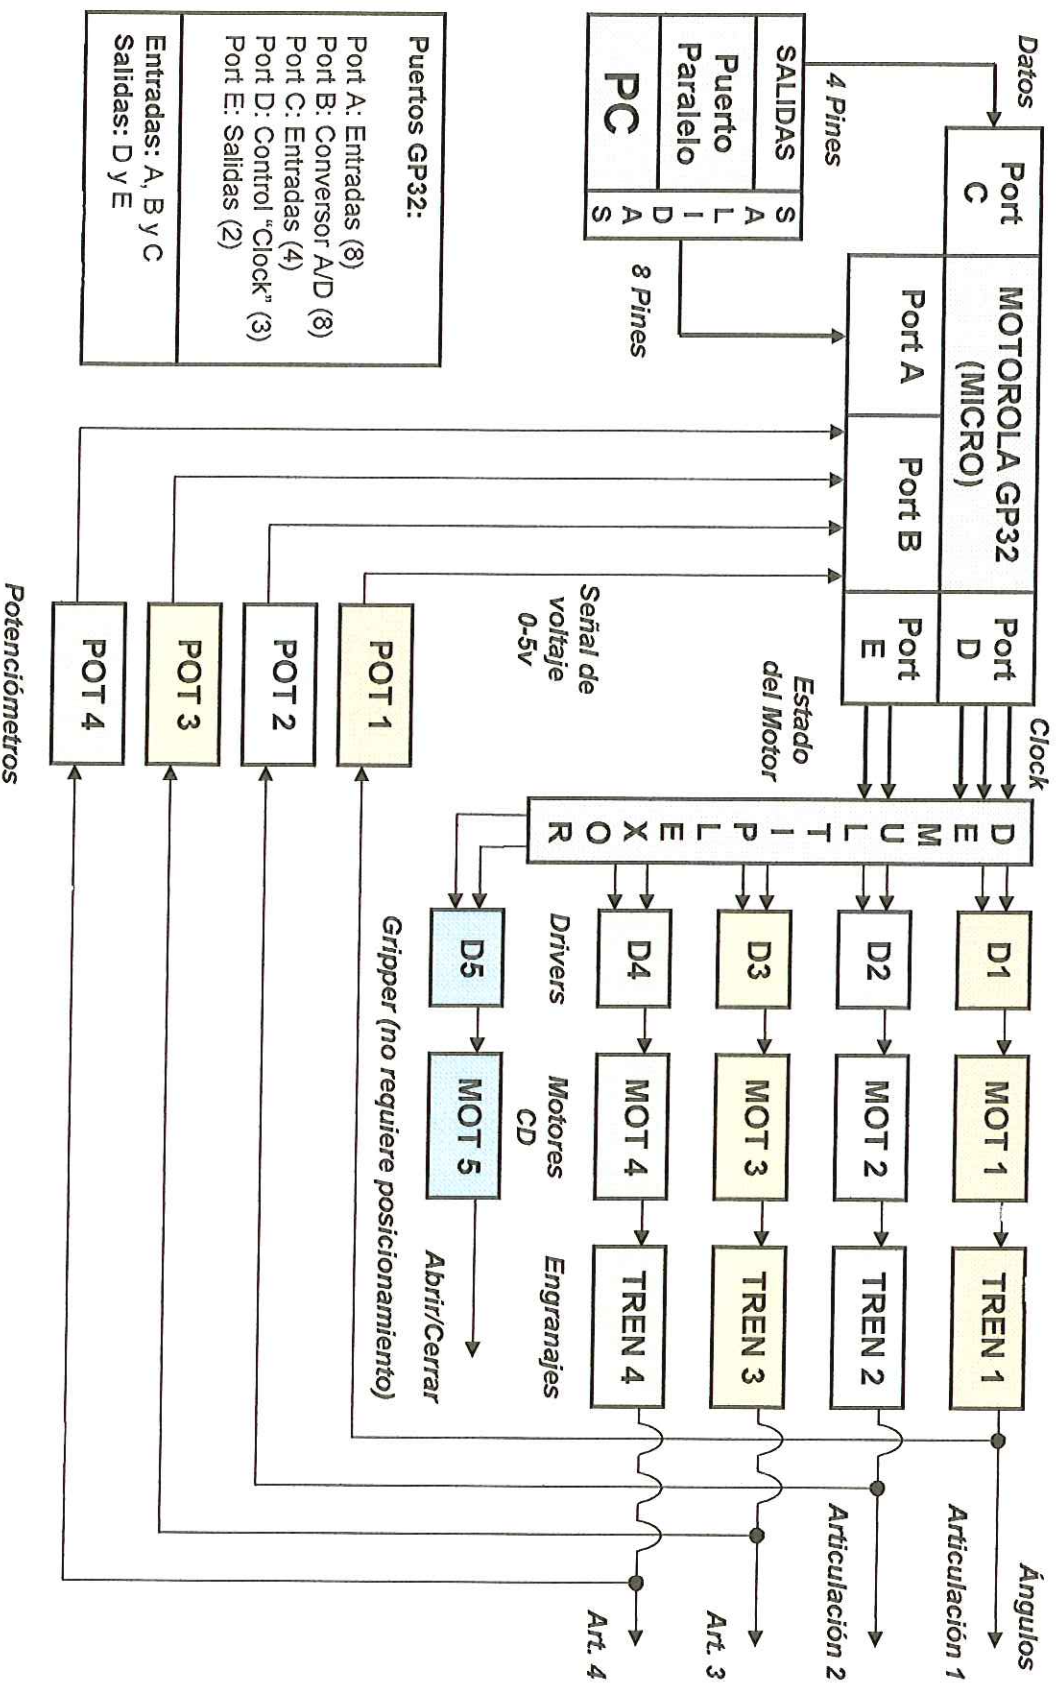 Datos
Port
C
MOTOROLA GP32
(MICRO)
Port
D
Clock
Port A
Port B
Port
E
Estado
del Motor
4 Pines
SALIDAS
Puerto
Paralelo
PC
SALIDAS
8 Pines
Señal de
voltaje
0-5v
DEMULTIPLEXOR
D1
MOT 1
TREN 1
Ángulos
Articulación 1
D2
MOT 2
TREN 2
Articulación 2
D3
MOT 3
TREN 3
Art. 3
D4
MOT 4
TREN 4
Art. 4
Drivers
Motores
CD
Engranajes
D5
MOT 5
Abrir/Cerrar
Gripper (no requiere posicionamiento)
POT 1
POT 2
POT 3
POT 4
Potenciómetros
Puertos GP32:
Port A: Entradas (8)
Port B: Conversor A/D (8)
Port C: Entradas (4)
Port D: Control "Clock" (3)
Port E: Salidas (2)
Entradas: A, B y C
Salidas: D y E